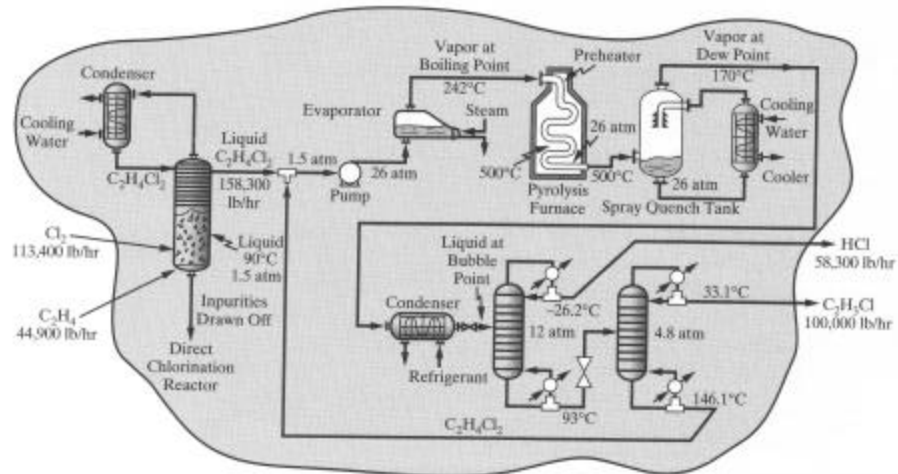 Condenser
Cooling
Water
C2H4Cl2
Cl2
113,400 lb/hr
C2H4
44,900 lb/hr
Inpurities
Drawn Off
Direct
Chlorination
Reactor
Liquid
90°C
1.5 atm
Liquid
C2H4Cl2
158,300
lb/hr
1.5 atm
Pump
26 atm
Evaporator
Vapor at
Boiling Point
242°C
Steam
Preheater
26 atm
500°C
500°C
Pyrolysis
Furnace
Vapor at
Dew Point
170°C
Cooling
Water
Cooler
26 atm
Spray Quench Tank
Liquid at
Bubble
Point
Condenser
Refrigerant
12 atm
-26.2°C
93°C
4.8 atm
33.1°C
146.1°C
C2H4Cl2
HCl
58,300 lb/hr
C2H3Cl
100,000 lb/hr